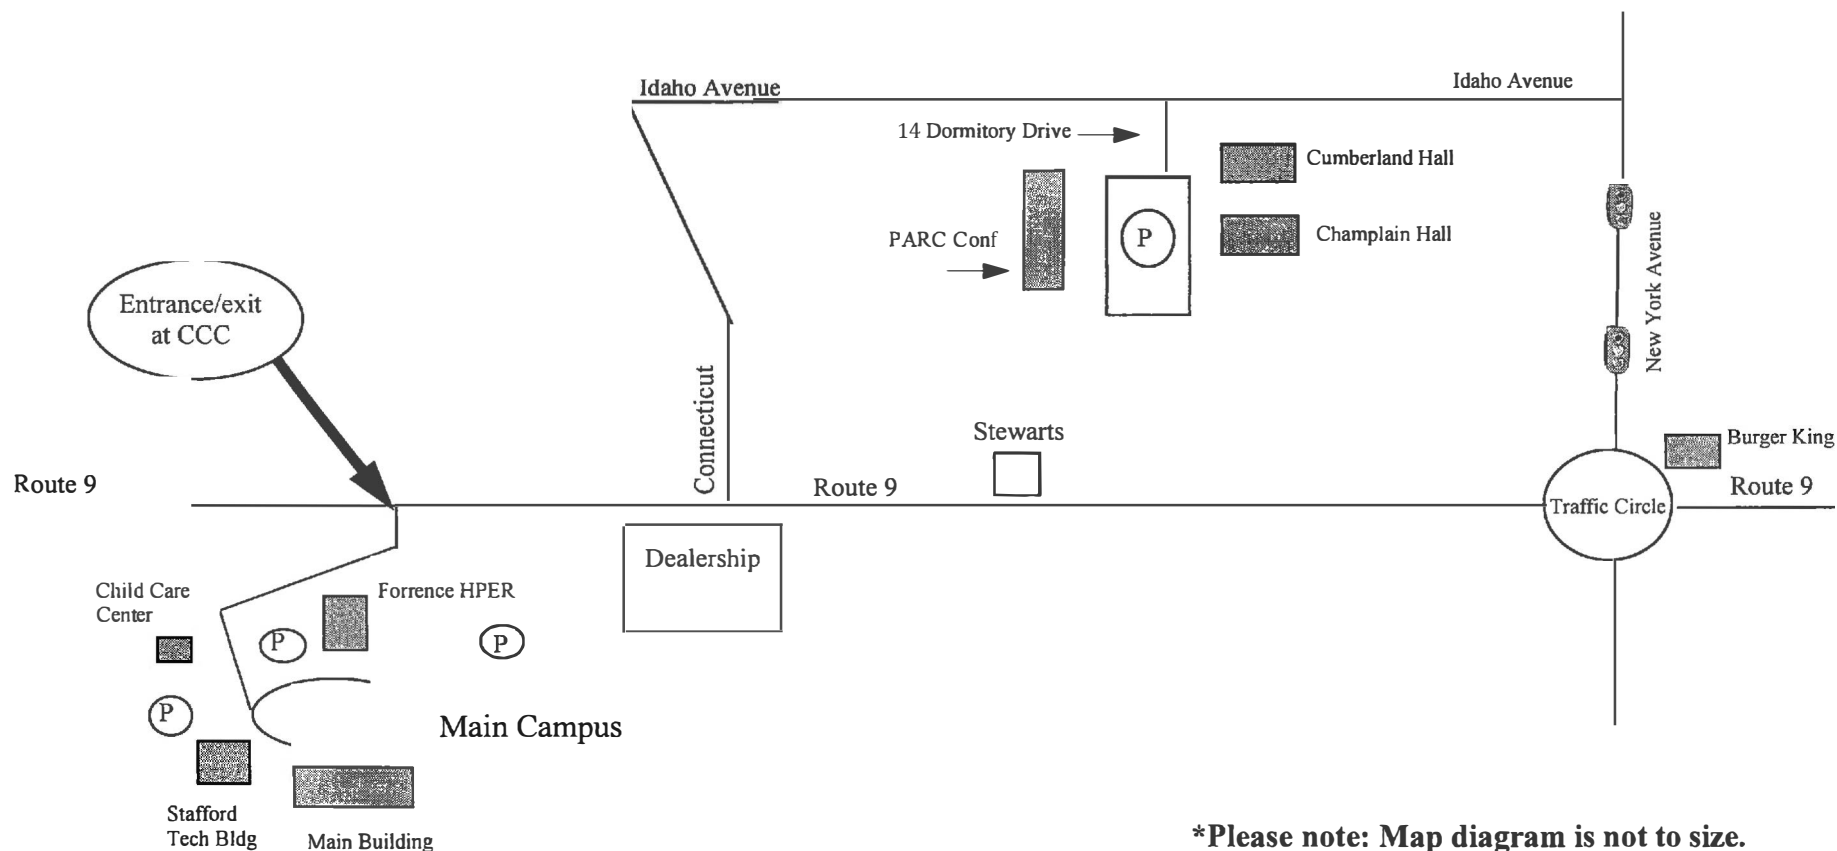 Idaho Avenue
Idaho Avenue
14 Dormitory Drive
Cumberland Hall
PARC Conf
P
Champlain Hall
New York Avenue
Entrance/exit
at CCC
Connecticut
Stewarts
Burger King
Route 9
Route 9
Traffic Circle
Route 9
Dealership
Child Care
Center
Forrence HPER
P
P
P
Main Campus
Stafford
Tech Bldg
Main Building
*Please note: Map diagram is not to size.